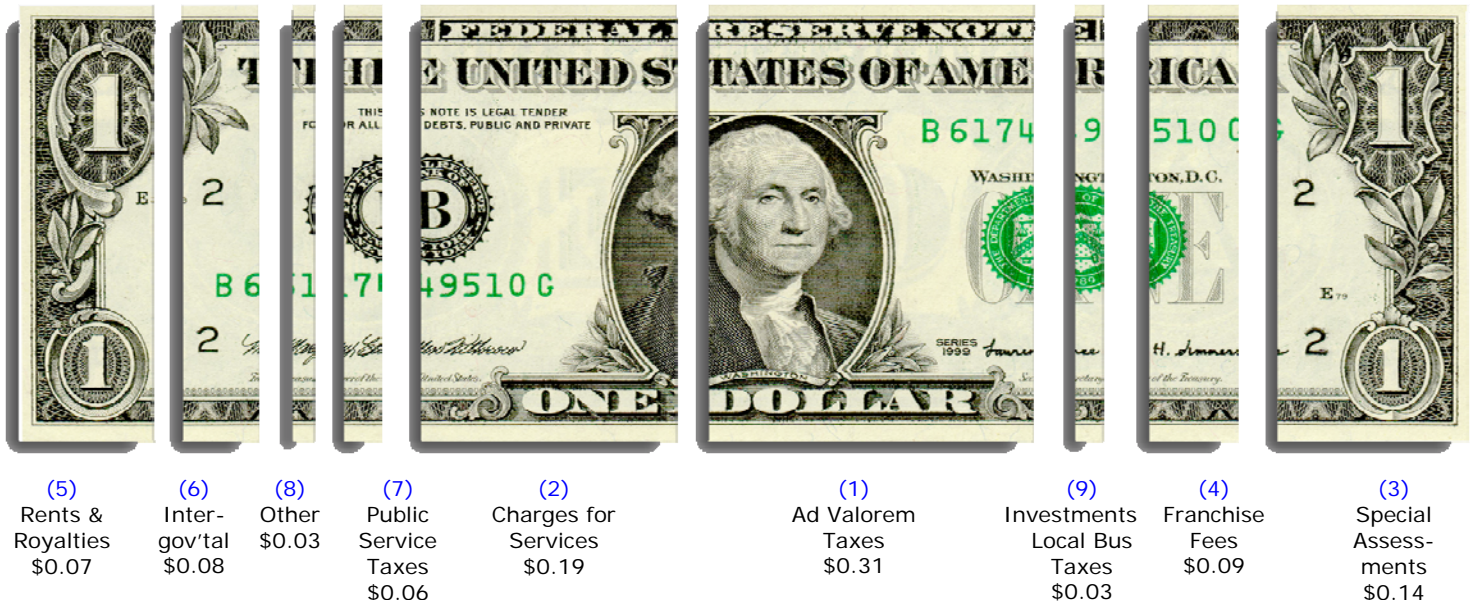 FEDERAL RESERVE NOTE
THE UNITED STATES OF AMERICA
THIS NOTE IS LEGAL TENDER
FOR ALL DEBTS, PUBLIC AND PRIVATE
B 6174 9 510 G
WASHINGTON, D.C.
2
B
2
B 6 51 17 49510 G
E 79
2
2
SERIES
1999
WASHINGTON
ONE DOLLAR
1
1
1
1
(5)
Rents &
Royalties
$0.07
(6)
Inter-
gov'tal
$0.08
(8)
Other
$0.03
(7)
Public
Service
Taxes
$0.06
(2)
Charges for
Services
$0.19
(1)
Ad Valorem
Taxes
$0.31
(9)
Investments
Local Bus
Taxes
$0.03
(4)
Franchise
Fees
$0.09
(3)
Special
Assess-
ments
$0.14